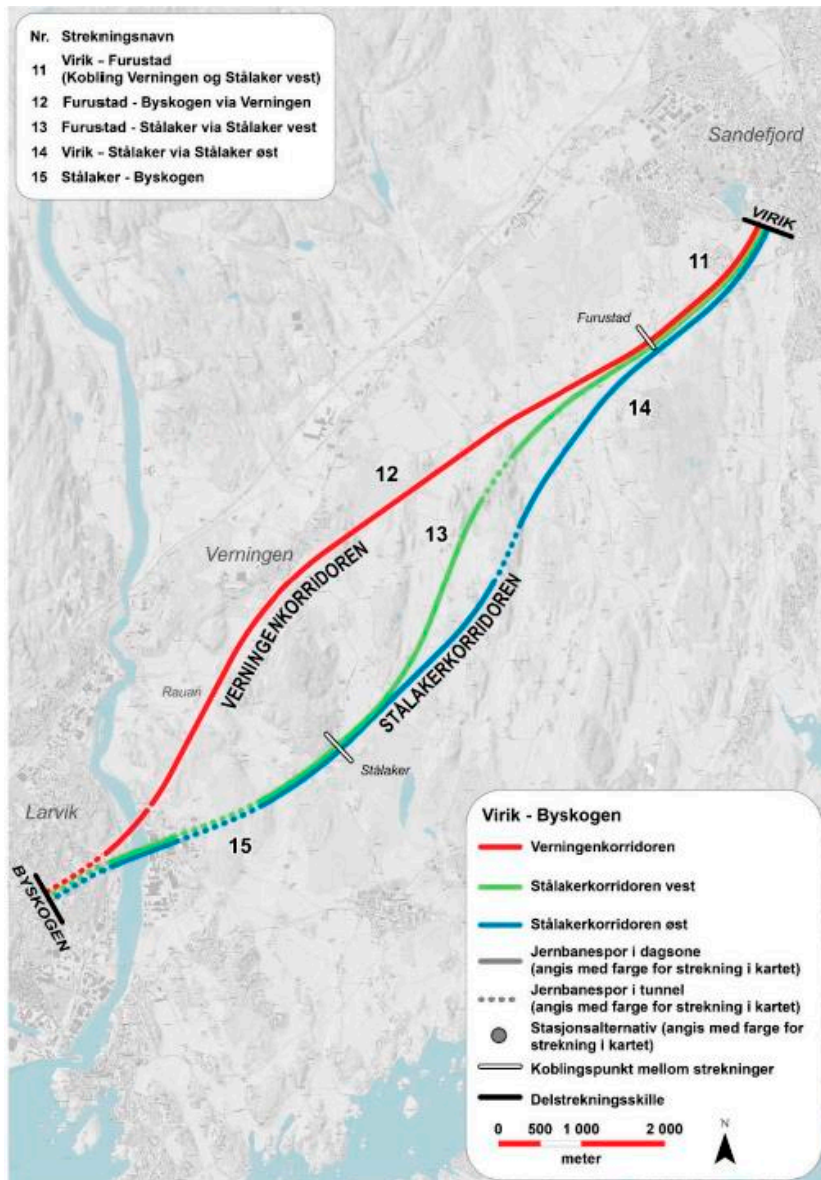 Nr. Strekningsnavn
11 Virik – Furustad
(Kobling Verningen og Stålaker vest)
12 Furustad - Byskogen via Verningen
13 Furustad - Stålaker via Stålaker vest
14 Virik – Stålaker via Stålaker øst
15 Stålaker - Byskogen
Sandefjord
VIRIK
11
Furustad
14
12
13
Verningen
VERNINGENKORRIDOREN
STÅLAKERKORRIDOREN
Rauan
Stålaker
Larvik
15
BYSKOGEN
Virik - Byskogen
Verningenkorridoren
Stålakerkorridoren vest
Stålakerkorridoren øst
Jernbanespor i dagsone
(angis med farge for strekning i kartet)
Jernbanespor i tunnel
(angis med farge for strekning i kartet)
Stasjonsalternativ (angis med farge for
strekning i kartet)
Koblingspunkt mellom strekninger
Delstrekningsskille
0 500 1 000 2 000
meter
N